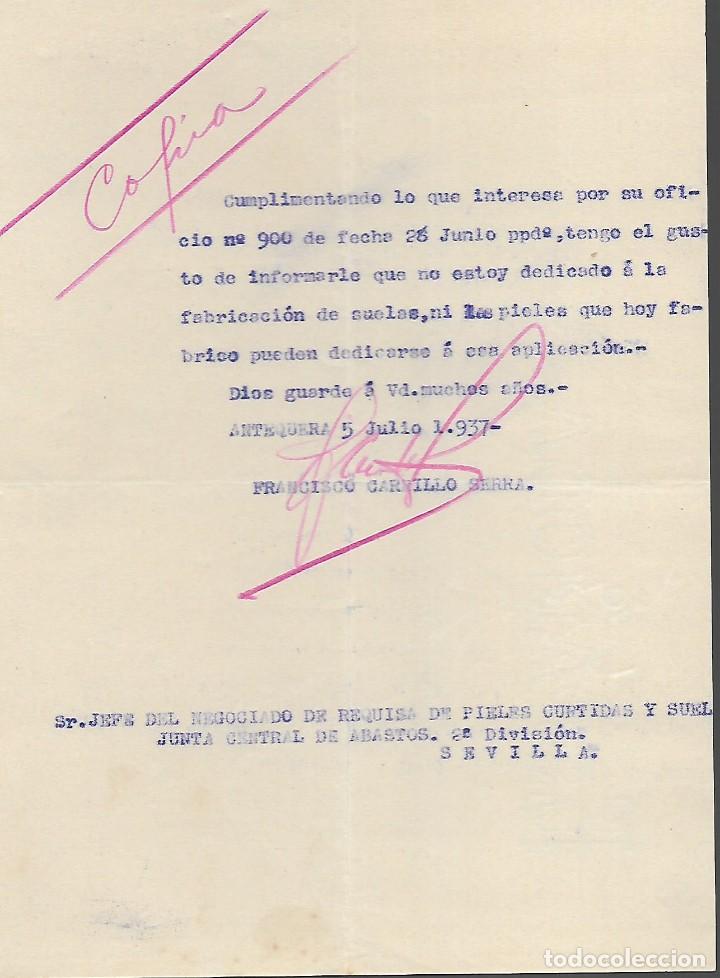 Copia
Cumplimentando lo que interesa por su ofi-
cio nº 900 de fecha 28 Junio ppdº,tengo el gus-
to de informarle que no estoy dedicado á la
fabricación de suelas,ni las pieles que hoy fa-
brico pueden dedicarse á esa aplicación.-
Dios guarde á Vd.muchos años.-
ANTEQUERA 5 Julio 1.937-
FRANCISCO CARRILLO SERRA.
Sr.JEFE DEL NEGOCIADO DE REQUISA DE PIELES CURTIDAS Y SUEL
JUNTA CENTRAL DE ABASTOS. 2ª División.
S E V I L L A.
todocoleccion